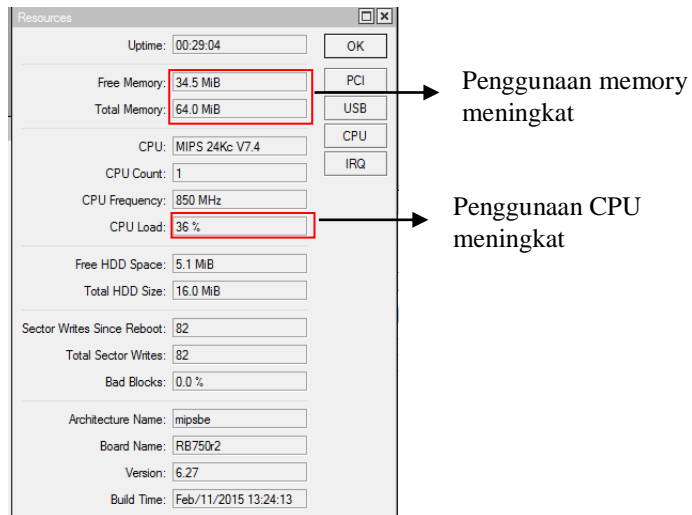 Resources
Uptime: 00:29:04 OK
Free Memory: 34.5 MiB PCI
Total Memory: 64.0 MiB USB
Penggunaan memory
meningkat
CPU: MIPS 24Kc V7.4 CPU
CPU Count: 1 IRQ
CPU Frequency: 850 MHz
CPU Load: 36 %
Penggunaan CPU
meningkat
Free HDD Space: 5.1 MiB
Total HDD Size: 16.0 MiB
Sector Writes Since Reboot: 82
Total Sector Writes: 82
Bad Blocks: 0.0 %
Architecture Name: mipsbe
Board Name: RB750r2
Version: 6.27
Build Time: Feb/11/2015 13:24:13